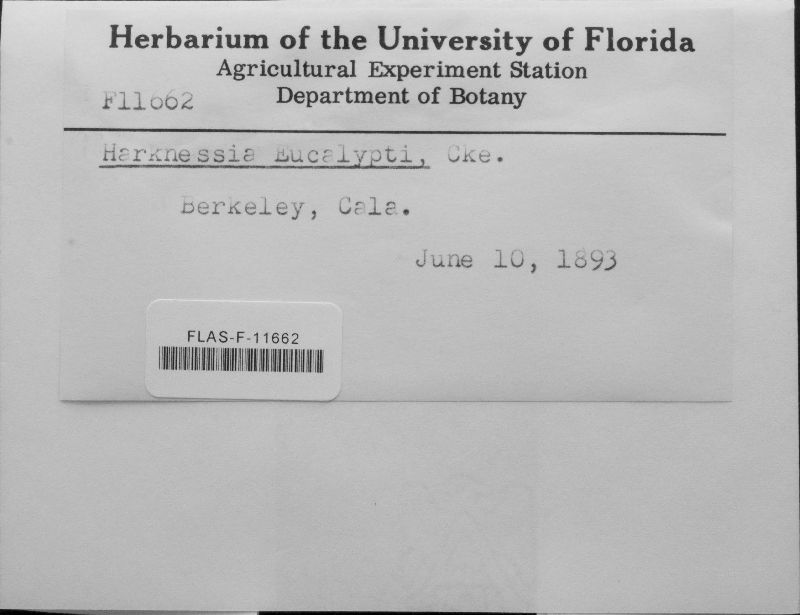 Herbarium of the University of Florida
Agricultural Experiment Station
Department of Botany
F11662
Harknessia Eucalypti, Cke.
Berkeley, Cala.
June 10, 1893
FLAS-F-11662